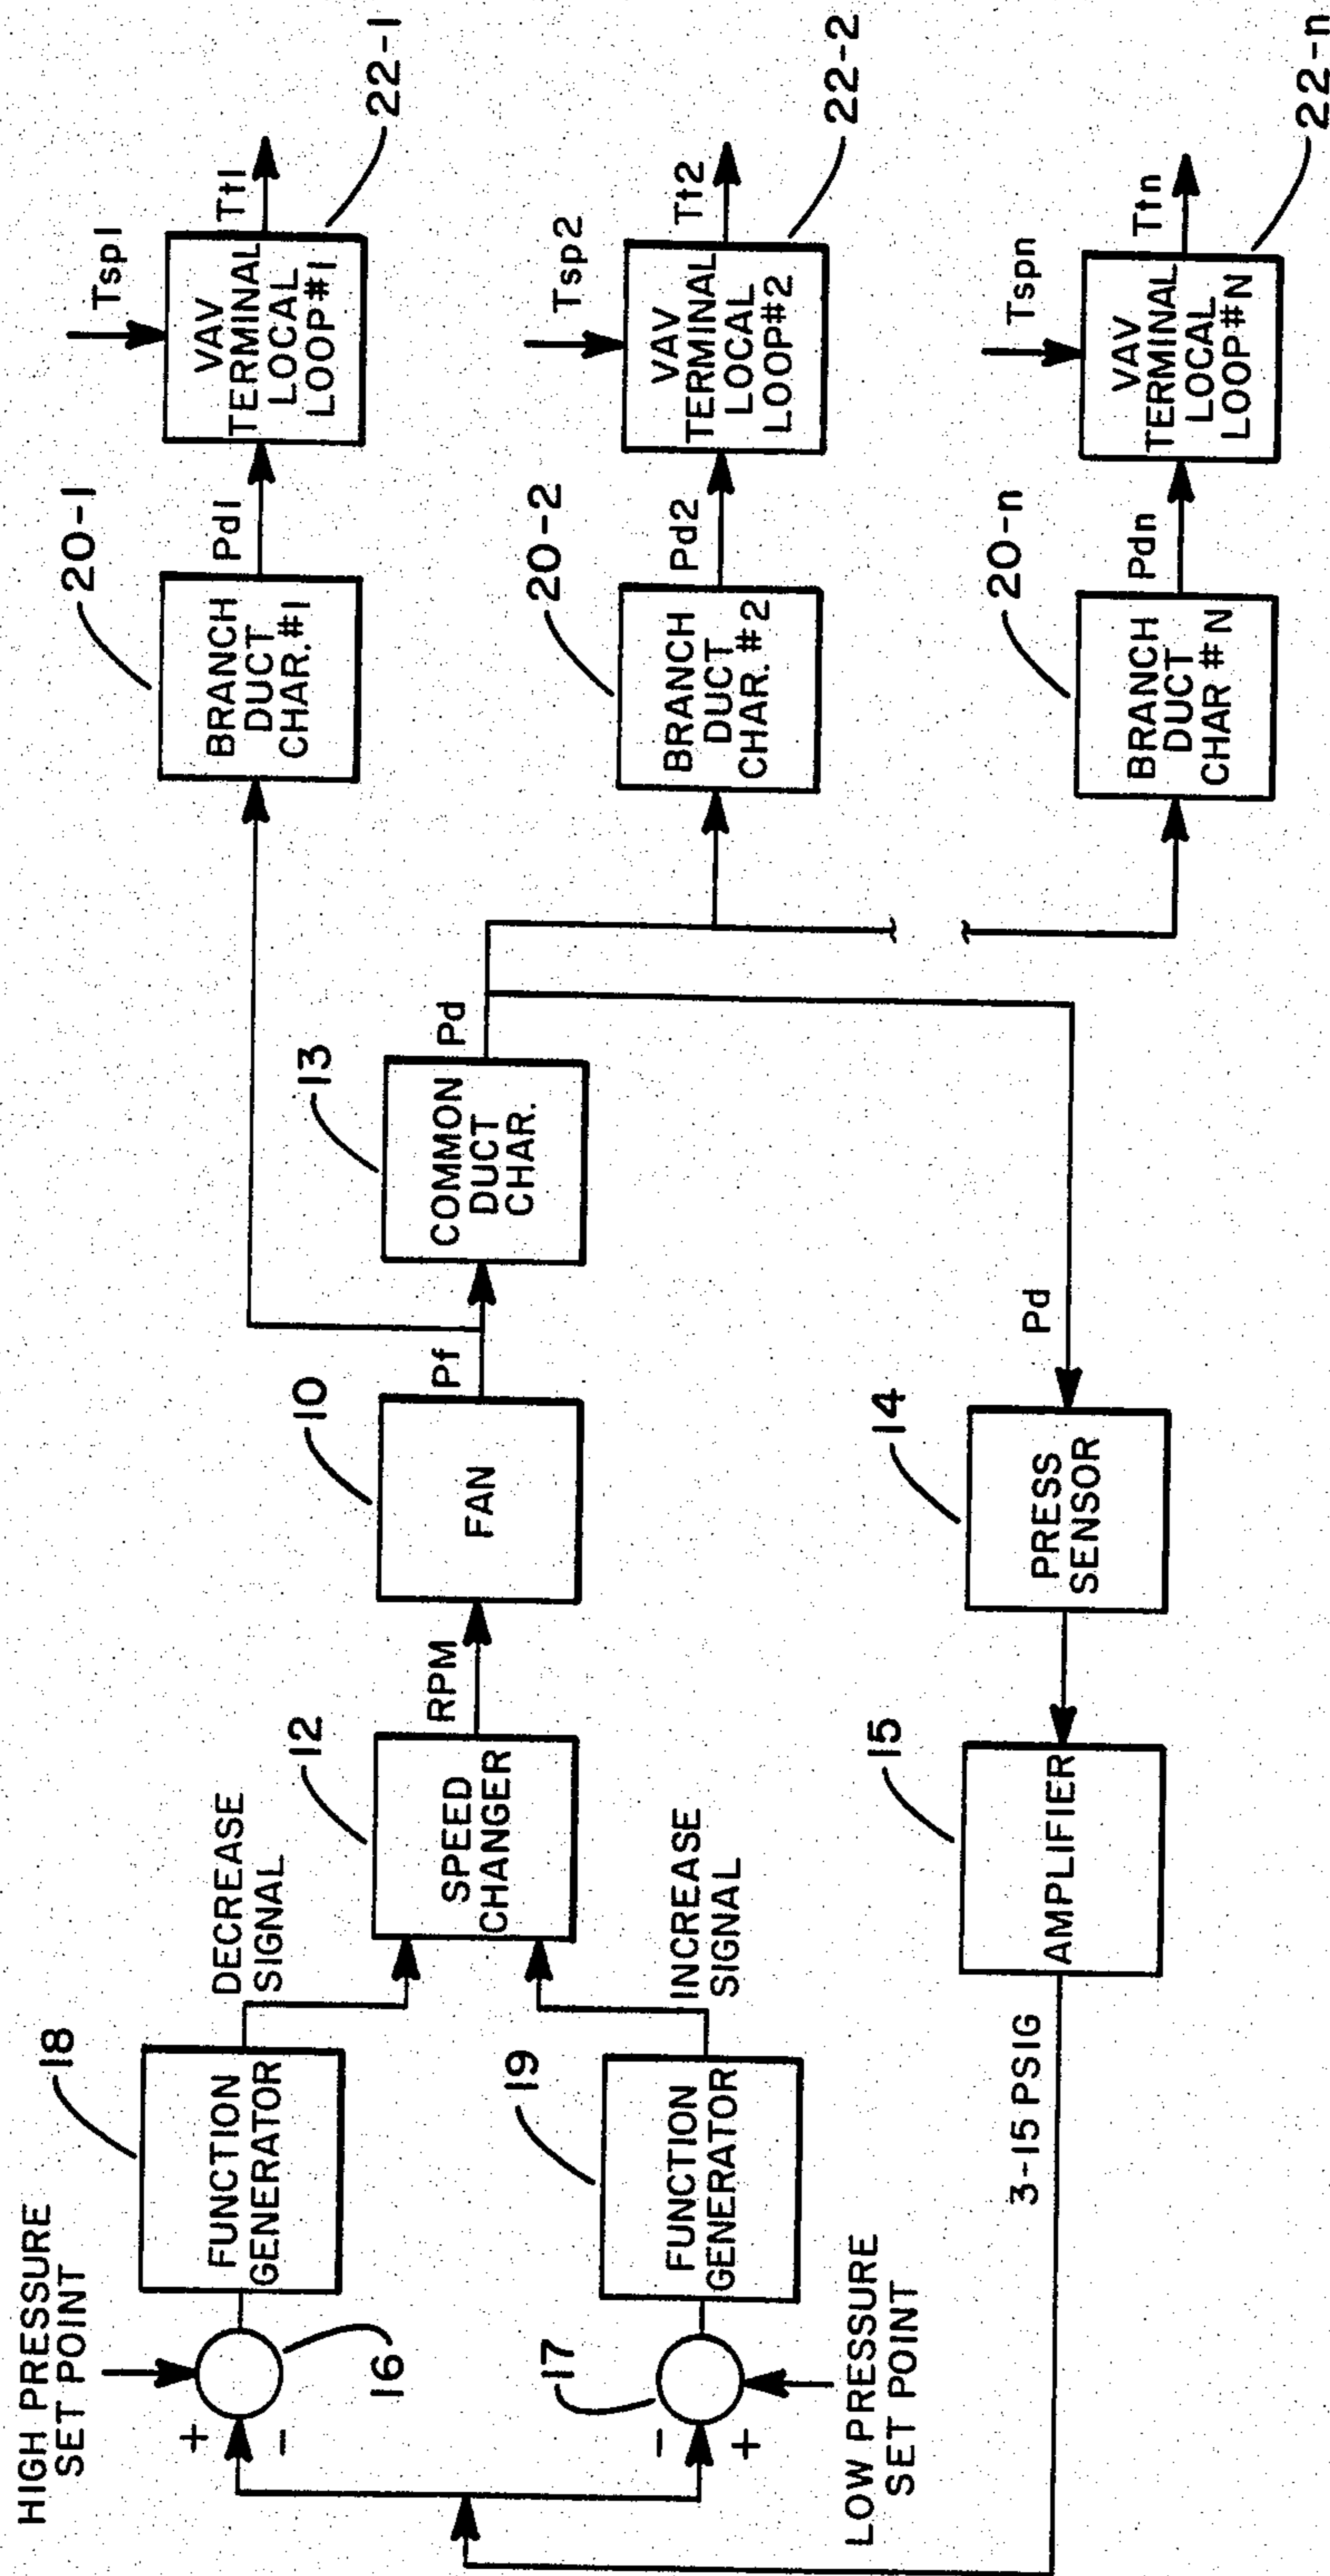 HIGH PRESSURE
SET POINT
+
-
16
18
FUNCTION
GENERATOR
DECREASE
SIGNAL
17
-
+
LOW PRESSURE
SET POINT
19
FUNCTION
GENERATOR
INCREASE
SIGNAL
12
SPEED
CHANGER
RPM
10
FAN
Pf
13
COMMON
DUCT
CHAR.
Pd
20-1
BRANCH
DUCT
CHAR.#1
Pd1
Tsp1
VAV
TERMINAL
LOCAL
LOOP#1
Tt1
22-1
20-2
BRANCH
DUCT
CHAR.#2
Pd2
Tsp2
VAV
TERMINAL
LOCAL
LOOP#2
Tt2
22-2
20-n
BRANCH
DUCT
CHAR #N
Pdn
Tspn
VAV
TERMINAL
LOCAL
LOOP#N
Ttn
22-n
3-15 PSIG
15
AMPLIFIER
14
PRESS
SENSOR
Pd